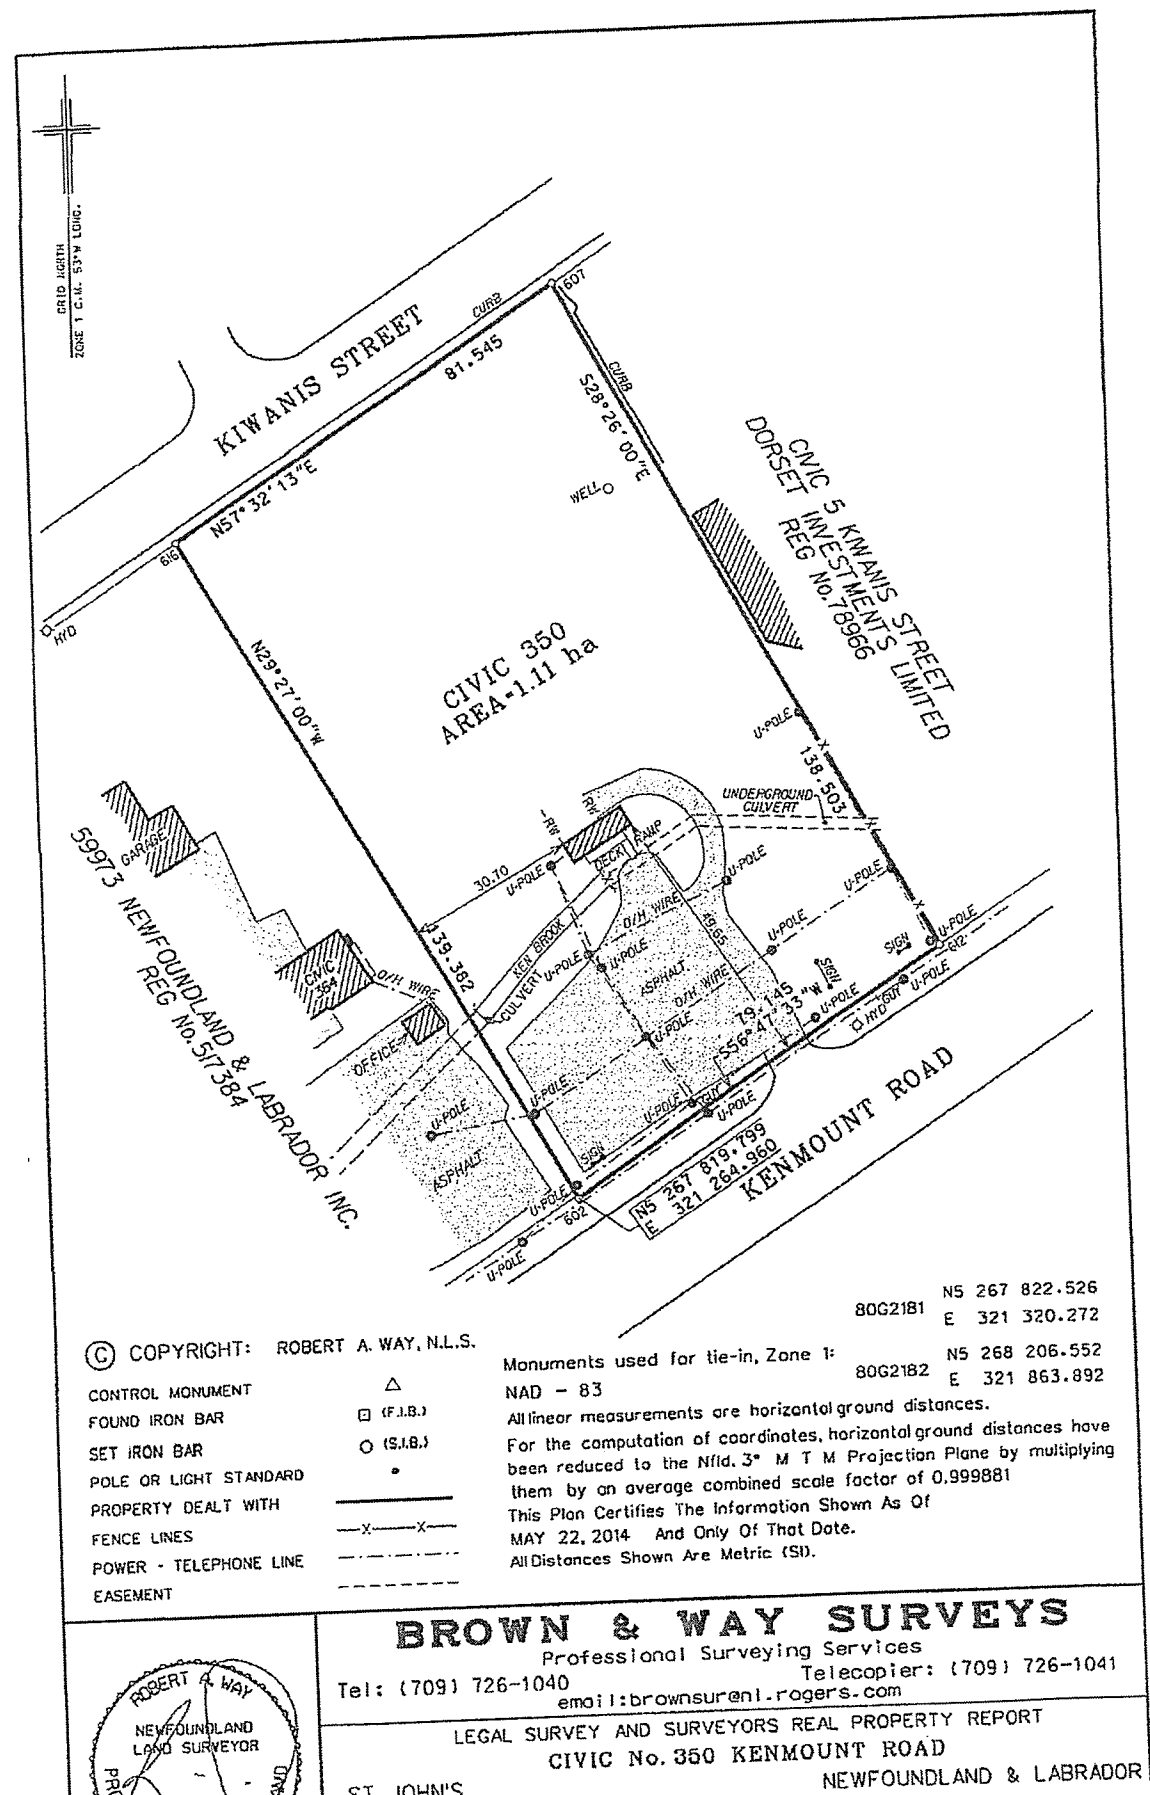 GRID NORTH
ZONE 1 C.M. 53°W LONG.
KIWANIS STREET
CURB
607
81.545
N57°32'13"E
616
HYD
CURB
S28°26'00"E
WELL
CIVIC 5 KIWANIS STREET
DORSET INVESTMENTS LIMITED
REG No.78966
N29°27'00"W
CIVIC 350
AREA=1.11 ha
U-POLE
138.503
UNDERGROUND
CULVERT
RW
RW
RAMP
DECK
U-POLE
30.70
U-POLE
U-POLE
O/H WIRE
49.65
U-POLE
GARAGE
59973 NEWFOUNDLAND & LABRADOR INC.
REG No.517384
139.382
KEN BROOK
CULVERT
U-POLE
U-POLE
ASPHALT
O/H WIRE
SIGN
SIGN
U-POLE
612
CIVIC
364
O/H WIRE
79.145
S56°47'33"W
U-POLE
GUY
U-POLE
HYD
OFFICE
U-POLE
U-POLE
U-POLE
U-POLE
GUY
U-POLE
KENMOUNT ROAD
ASPHALT
SIGN
U-POLE
602
N5 267 819.799
E 321 264.960
U-POLE
80G2181
N5 267 822.526
E 321 320.272
80G2182
N5 268 206.552
E 321 863.892
© COPYRIGHT: ROBERT A. WAY, N.L.S.
CONTROL MONUMENT
FOUND IRON BAR (F.I.B.)
SET IRON BAR (S.I.B.)
POLE OR LIGHT STANDARD
PROPERTY DEALT WITH
FENCE LINES
POWER - TELEPHONE LINE
EASEMENT
Monuments used for tie-in, Zone 1:
NAD - 83
All linear measurements are horizontal ground distances.
For the computation of coordinates, horizontal ground distances have
been reduced to the Nfld. 3° M T M Projection Plane by multiplying
them by an average combined scale factor of 0.999881
This Plan Certifies The Information Shown As Of
MAY 22, 2014 And Only Of That Date.
All Distances Shown Are Metric (SI).
BROWN & WAY SURVEYS
Professional Surveying Services
Tel: (709) 726-1040 Telecopier: (709) 726-1041
email:brownsur@nl.rogers.com
LEGAL SURVEY AND SURVEYORS REAL PROPERTY REPORT
CIVIC No. 350 KENMOUNT ROAD
ST. JOHN'S NEWFOUNDLAND & LABRADOR
ROBERT A. WAY
NEWFOUNDLAND
LAND SURVEYOR